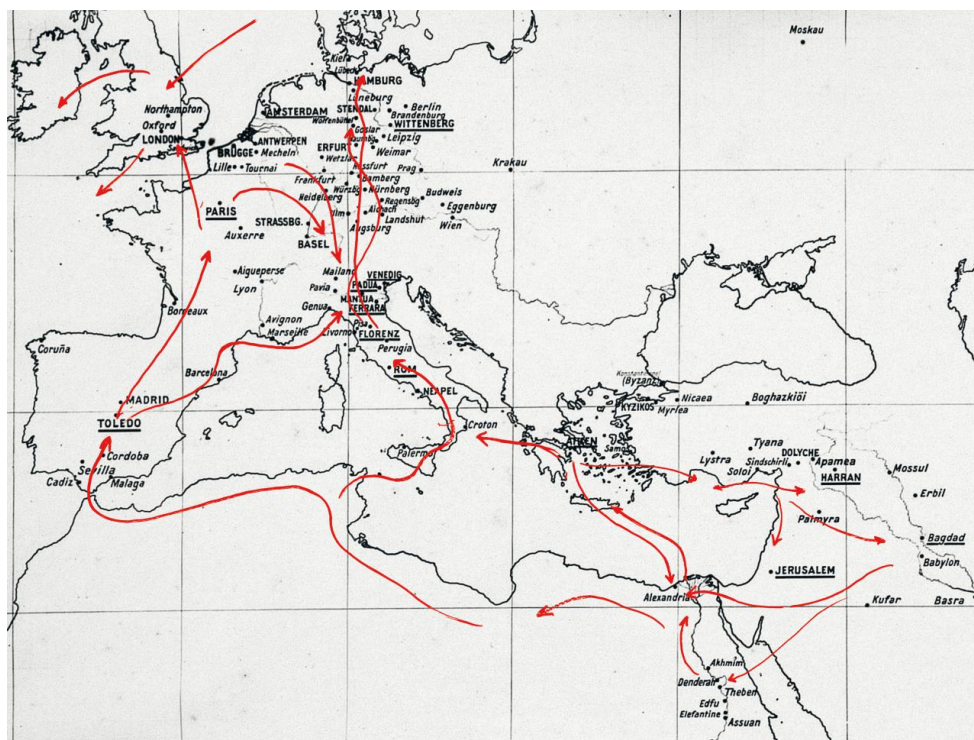 Moskau
Kiel
Lübeck
HAMBURG
Lüneburg
AMSTERDAM
STENDAL
Berlin
Brandenburg
Wolfenbüttel
WITTENBERG
Northampton
Goslar
Oxford
Naumbg
Leipzig
LONDON
ANTWERPEN
ERFURT
BRÜGGE
Mecheln
Weimar
Wetzlar
Lille
Tournai
Hassfurt
Krakau
Frankfurt
Bamberg
Prag
Würzbg
Nürnberg
Budweis
Heidelberg
Regensbg
PARIS
Eggenburg
Ulm
Aichach
STRASSBG.
Landshut
Auxerre
Augsburg
Wien
BASEL
Aigueperse
Mailand
VENEDIG
Lyon
Pavia
PADUA
MANTUA
Bordeaux
Genua
FERRARA
Avignon
Pisa
Marseille
Livorno
FLORENZ
Coruña
Perugia
Barcelona
ROM
Konstantinopel
(Byzanz)
NEAPEL
Nicaea
MADRID
KYZIKOS
Boghazkiöi
Myrlea
TOLEDO
Croton
ATHEN
Samos
Tyana
Cordoba
Palermo
Lystra
DOLYCHE
Sevilla
Sindschirli
Apamea
Mossul
Cadiz
Malaga
Soloi
HARRAN
Erbil
Palmyra
Bagdad
Babylon
JERUSALEM
Alexandria
Kufar
Basra
Akhmim
Denderah
Theben
Edfu
Elefantine
Assuan